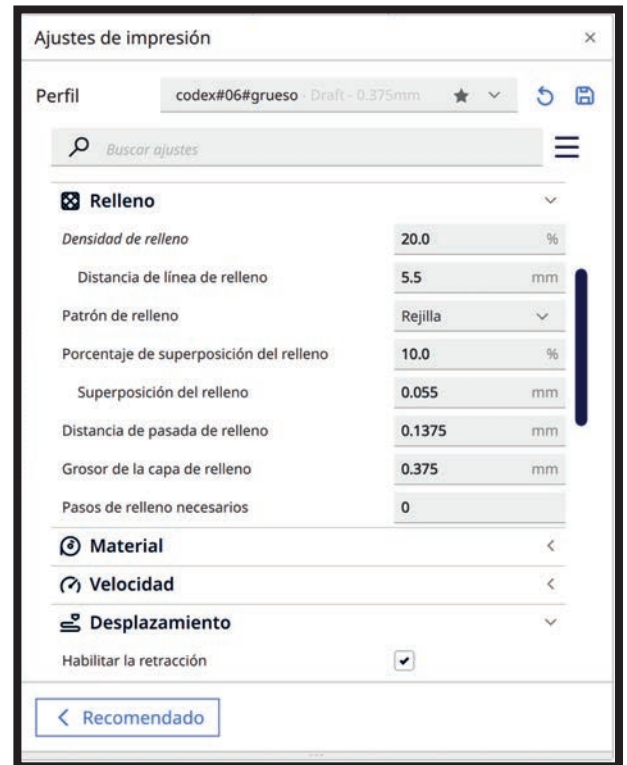 Ajustes de impresión ×
Perfil codex#06#grueso - Draft - 0.375mm
Buscar ajustes
Relleno
Densidad de relleno 20.0 %
Distancia de línea de relleno 5.5 mm
Patrón de relleno Rejilla
Porcentaje de superposición del relleno 10.0 %
Superposición del relleno 0.055 mm
Distancia de pasada de relleno 0.1375 mm
Grosor de la capa de relleno 0.375 mm
Pasos de relleno necesarios 0
Material
Velocidad
Desplazamiento
Habilitar la retracción
Recomendado